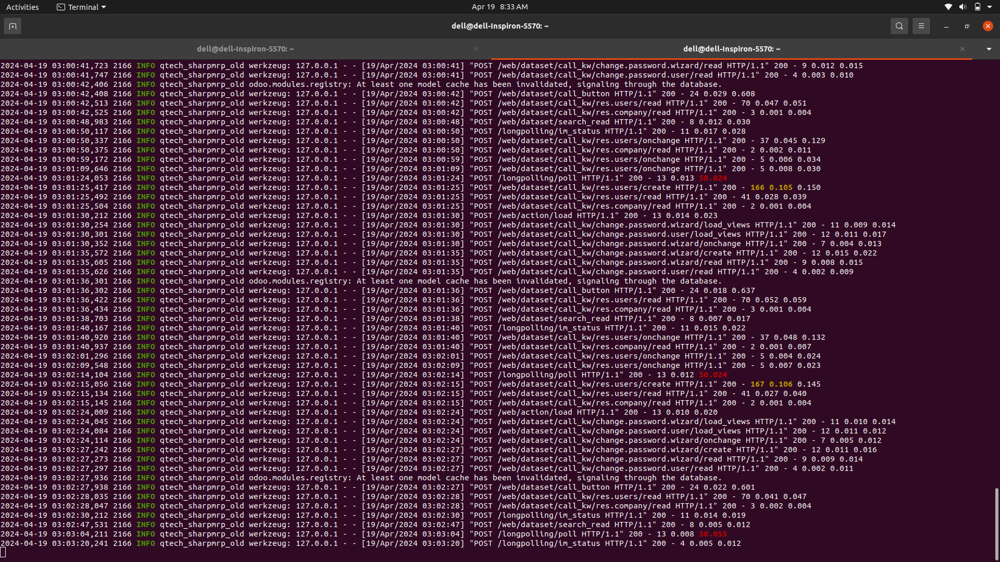 Activities
Terminal
Apr 19 8:33 AM
dell@dell-Inspiron-5570: ~
dell@dell-Inspiron-5570: ~
dell@dell-Inspiron-5570: ~
2024-04-19 03:00:41,723 2166 INFO qtech_sharpmrp_old werkzeug: 127.0.0.1 - - [19/Apr/2024 03:00:41] "POST /web/dataset/call_kw/change.password.wizard/read HTTP/1.1" 200 - 9 0.012 0.015
2024-04-19 03:00:41,747 2166 INFO qtech_sharpmrp_old werkzeug: 127.0.0.1 - - [19/Apr/2024 03:00:41] "POST /web/dataset/call_kw/change.password.user/read HTTP/1.1" 200 - 4 0.003 0.010
2024-04-19 03:00:42,406 2166 INFO qtech_sharpmrp_old odoo.modules.registry: At least one model cache has been invalidated, signaling through the database.
2024-04-19 03:00:42,408 2166 INFO qtech_sharpmrp_old werkzeug: 127.0.0.1 - - [19/Apr/2024 03:00:42] "POST /web/dataset/call_button HTTP/1.1" 200 - 24 0.029 0.608
2024-04-19 03:00:42,513 2166 INFO qtech_sharpmrp_old werkzeug: 127.0.0.1 - - [19/Apr/2024 03:00:42] "POST /web/dataset/call_kw/res.users/read HTTP/1.1" 200 - 70 0.047 0.051
2024-04-19 03:00:42,525 2166 INFO qtech_sharpmrp_old werkzeug: 127.0.0.1 - - [19/Apr/2024 03:00:42] "POST /web/dataset/call_kw/res.company/read HTTP/1.1" 200 - 3 0.001 0.004
2024-04-19 03:00:48,983 2166 INFO qtech_sharpmrp_old werkzeug: 127.0.0.1 - - [19/Apr/2024 03:00:48] "POST /web/dataset/search_read HTTP/1.1" 200 - 8 0.012 0.030
2024-04-19 03:00:50,117 2166 INFO qtech_sharpmrp_old werkzeug: 127.0.0.1 - - [19/Apr/2024 03:00:50] "POST /longpolling/im_status HTTP/1.1" 200 - 11 0.017 0.028
2024-04-19 03:00:50,337 2166 INFO qtech_sharpmrp_old werkzeug: 127.0.0.1 - - [19/Apr/2024 03:00:50] "POST /web/dataset/call_kw/res.users/onchange HTTP/1.1" 200 - 37 0.045 0.129
2024-04-19 03:00:50,375 2166 INFO qtech_sharpmrp_old werkzeug: 127.0.0.1 - - [19/Apr/2024 03:00:50] "POST /web/dataset/call_kw/res.company/read HTTP/1.1" 200 - 2 0.002 0.011
2024-04-19 03:00:59,172 2166 INFO qtech_sharpmrp_old werkzeug: 127.0.0.1 - - [19/Apr/2024 03:00:59] "POST /web/dataset/call_kw/res.users/onchange HTTP/1.1" 200 - 5 0.006 0.034
2024-04-19 03:01:09,646 2166 INFO qtech_sharpmrp_old werkzeug: 127.0.0.1 - - [19/Apr/2024 03:01:09] "POST /web/dataset/call_kw/res.users/onchange HTTP/1.1" 200 - 5 0.008 0.030
2024-04-19 03:01:24,053 2166 INFO qtech_sharpmrp_old werkzeug: 127.0.0.1 - - [19/Apr/2024 03:01:24] "POST /longpolling/poll HTTP/1.1" 200 - 13 0.013 50.024
2024-04-19 03:01:25,417 2166 INFO qtech_sharpmrp_old werkzeug: 127.0.0.1 - - [19/Apr/2024 03:01:25] "POST /web/dataset/call_kw/res.users/create HTTP/1.1" 200 - 166 0.105 0.150
2024-04-19 03:01:25,492 2166 INFO qtech_sharpmrp_old werkzeug: 127.0.0.1 - - [19/Apr/2024 03:01:25] "POST /web/dataset/call_kw/res.users/read HTTP/1.1" 200 - 41 0.028 0.039
2024-04-19 03:01:25,504 2166 INFO qtech_sharpmrp_old werkzeug: 127.0.0.1 - - [19/Apr/2024 03:01:25] "POST /web/dataset/call_kw/res.company/read HTTP/1.1" 200 - 2 0.001 0.004
2024-04-19 03:01:30,212 2166 INFO qtech_sharpmrp_old werkzeug: 127.0.0.1 - - [19/Apr/2024 03:01:30] "POST /web/action/load HTTP/1.1" 200 - 13 0.014 0.023
2024-04-19 03:01:30,254 2166 INFO qtech_sharpmrp_old werkzeug: 127.0.0.1 - - [19/Apr/2024 03:01:30] "POST /web/dataset/call_kw/change.password.wizard/load_views HTTP/1.1" 200 - 11 0.009 0.014
2024-04-19 03:01:30,301 2166 INFO qtech_sharpmrp_old werkzeug: 127.0.0.1 - - [19/Apr/2024 03:01:30] "POST /web/dataset/call_kw/change.password.user/load_views HTTP/1.1" 200 - 12 0.011 0.017
2024-04-19 03:01:30,352 2166 INFO qtech_sharpmrp_old werkzeug: 127.0.0.1 - - [19/Apr/2024 03:01:30] "POST /web/dataset/call_kw/change.password.wizard/onchange HTTP/1.1" 200 - 7 0.004 0.013
2024-04-19 03:01:35,572 2166 INFO qtech_sharpmrp_old werkzeug: 127.0.0.1 - - [19/Apr/2024 03:01:35] "POST /web/dataset/call_kw/change.password.wizard/create HTTP/1.1" 200 - 12 0.015 0.022
2024-04-19 03:01:35,605 2166 INFO qtech_sharpmrp_old werkzeug: 127.0.0.1 - - [19/Apr/2024 03:01:35] "POST /web/dataset/call_kw/change.password.wizard/read HTTP/1.1" 200 - 9 0.008 0.015
2024-04-19 03:01:35,626 2166 INFO qtech_sharpmrp_old werkzeug: 127.0.0.1 - - [19/Apr/2024 03:01:35] "POST /web/dataset/call_kw/change.password.user/read HTTP/1.1" 200 - 4 0.002 0.009
2024-04-19 03:01:36,301 2166 INFO qtech_sharpmrp_old odoo.modules.registry: At least one model cache has been invalidated, signaling through the database.
2024-04-19 03:01:36,302 2166 INFO qtech_sharpmrp_old werkzeug: 127.0.0.1 - - [19/Apr/2024 03:01:36] "POST /web/dataset/call_button HTTP/1.1" 200 - 24 0.018 0.637
2024-04-19 03:01:36,422 2166 INFO qtech_sharpmrp_old werkzeug: 127.0.0.1 - - [19/Apr/2024 03:01:36] "POST /web/dataset/call_kw/res.users/read HTTP/1.1" 200 - 70 0.052 0.059
2024-04-19 03:01:36,434 2166 INFO qtech_sharpmrp_old werkzeug: 127.0.0.1 - - [19/Apr/2024 03:01:36] "POST /web/dataset/call_kw/res.company/read HTTP/1.1" 200 - 3 0.001 0.004
2024-04-19 03:01:38,703 2166 INFO qtech_sharpmrp_old werkzeug: 127.0.0.1 - - [19/Apr/2024 03:01:38] "POST /web/dataset/search_read HTTP/1.1" 200 - 8 0.007 0.017
2024-04-19 03:01:40,167 2166 INFO qtech_sharpmrp_old werkzeug: 127.0.0.1 - - [19/Apr/2024 03:01:40] "POST /longpolling/im_status HTTP/1.1" 200 - 11 0.015 0.022
2024-04-19 03:01:40,920 2166 INFO qtech_sharpmrp_old werkzeug: 127.0.0.1 - - [19/Apr/2024 03:01:40] "POST /web/dataset/call_kw/res.users/onchange HTTP/1.1" 200 - 37 0.048 0.132
2024-04-19 03:01:40,937 2166 INFO qtech_sharpmrp_old werkzeug: 127.0.0.1 - - [19/Apr/2024 03:01:40] "POST /web/dataset/call_kw/res.company/read HTTP/1.1" 200 - 2 0.001 0.007
2024-04-19 03:02:01,296 2166 INFO qtech_sharpmrp_old werkzeug: 127.0.0.1 - - [19/Apr/2024 03:02:01] "POST /web/dataset/call_kw/res.users/onchange HTTP/1.1" 200 - 5 0.004 0.024
2024-04-19 03:02:09,548 2166 INFO qtech_sharpmrp_old werkzeug: 127.0.0.1 - - [19/Apr/2024 03:02:09] "POST /web/dataset/call_kw/res.users/onchange HTTP/1.1" 200 - 5 0.007 0.023
2024-04-19 03:02:14,104 2166 INFO qtech_sharpmrp_old werkzeug: 127.0.0.1 - - [19/Apr/2024 03:02:14] "POST /longpolling/poll HTTP/1.1" 200 - 13 0.012 50.024
2024-04-19 03:02:15,056 2166 INFO qtech_sharpmrp_old werkzeug: 127.0.0.1 - - [19/Apr/2024 03:02:15] "POST /web/dataset/call_kw/res.users/create HTTP/1.1" 200 - 167 0.106 0.145
2024-04-19 03:02:15,134 2166 INFO qtech_sharpmrp_old werkzeug: 127.0.0.1 - - [19/Apr/2024 03:02:15] "POST /web/dataset/call_kw/res.users/read HTTP/1.1" 200 - 41 0.027 0.040
2024-04-19 03:02:15,145 2166 INFO qtech_sharpmrp_old werkzeug: 127.0.0.1 - - [19/Apr/2024 03:02:15] "POST /web/dataset/call_kw/res.company/read HTTP/1.1" 200 - 2 0.001 0.004
2024-04-19 03:02:24,009 2166 INFO qtech_sharpmrp_old werkzeug: 127.0.0.1 - - [19/Apr/2024 03:02:24] "POST /web/action/load HTTP/1.1" 200 - 13 0.010 0.020
2024-04-19 03:02:24,045 2166 INFO qtech_sharpmrp_old werkzeug: 127.0.0.1 - - [19/Apr/2024 03:02:24] "POST /web/dataset/call_kw/change.password.wizard/load_views HTTP/1.1" 200 - 11 0.010 0.014
2024-04-19 03:02:24,084 2166 INFO qtech_sharpmrp_old werkzeug: 127.0.0.1 - - [19/Apr/2024 03:02:24] "POST /web/dataset/call_kw/change.password.user/load_views HTTP/1.1" 200 - 12 0.011 0.012
2024-04-19 03:02:24,114 2166 INFO qtech_sharpmrp_old werkzeug: 127.0.0.1 - - [19/Apr/2024 03:02:24] "POST /web/dataset/call_kw/change.password.wizard/onchange HTTP/1.1" 200 - 7 0.005 0.012
2024-04-19 03:02:27,242 2166 INFO qtech_sharpmrp_old werkzeug: 127.0.0.1 - - [19/Apr/2024 03:02:27] "POST /web/dataset/call_kw/change.password.wizard/create HTTP/1.1" 200 - 12 0.011 0.016
2024-04-19 03:02:27,273 2166 INFO qtech_sharpmrp_old werkzeug: 127.0.0.1 - - [19/Apr/2024 03:02:27] "POST /web/dataset/call_kw/change.password.wizard/read HTTP/1.1" 200 - 9 0.009 0.014
2024-04-19 03:02:27,297 2166 INFO qtech_sharpmrp_old werkzeug: 127.0.0.1 - - [19/Apr/2024 03:02:27] "POST /web/dataset/call_kw/change.password.user/read HTTP/1.1" 200 - 4 0.002 0.011
2024-04-19 03:02:27,936 2166 INFO qtech_sharpmrp_old odoo.modules.registry: At least one model cache has been invalidated, signaling through the database.
2024-04-19 03:02:27,938 2166 INFO qtech_sharpmrp_old werkzeug: 127.0.0.1 - - [19/Apr/2024 03:02:27] "POST /web/dataset/call_button HTTP/1.1" 200 - 24 0.022 0.601
2024-04-19 03:02:28,035 2166 INFO qtech_sharpmrp_old werkzeug: 127.0.0.1 - - [19/Apr/2024 03:02:28] "POST /web/dataset/call_kw/res.users/read HTTP/1.1" 200 - 70 0.041 0.047
2024-04-19 03:02:28,047 2166 INFO qtech_sharpmrp_old werkzeug: 127.0.0.1 - - [19/Apr/2024 03:02:28] "POST /web/dataset/call_kw/res.company/read HTTP/1.1" 200 - 3 0.002 0.004
2024-04-19 03:02:30,212 2166 INFO qtech_sharpmrp_old werkzeug: 127.0.0.1 - - [19/Apr/2024 03:02:30] "POST /longpolling/im_status HTTP/1.1" 200 - 11 0.014 0.019
2024-04-19 03:02:47,531 2166 INFO qtech_sharpmrp_old werkzeug: 127.0.0.1 - - [19/Apr/2024 03:02:47] "POST /web/dataset/search_read HTTP/1.1" 200 - 8 0.005 0.012
2024-04-19 03:03:04,211 2166 INFO qtech_sharpmrp_old werkzeug: 127.0.0.1 - - [19/Apr/2024 03:03:04] "POST /longpolling/poll HTTP/1.1" 200 - 13 0.008 50.055
2024-04-19 03:03:20,241 2166 INFO qtech_sharpmrp_old werkzeug: 127.0.0.1 - - [19/Apr/2024 03:03:20] "POST /longpolling/im_status HTTP/1.1" 200 - 4 0.005 0.012